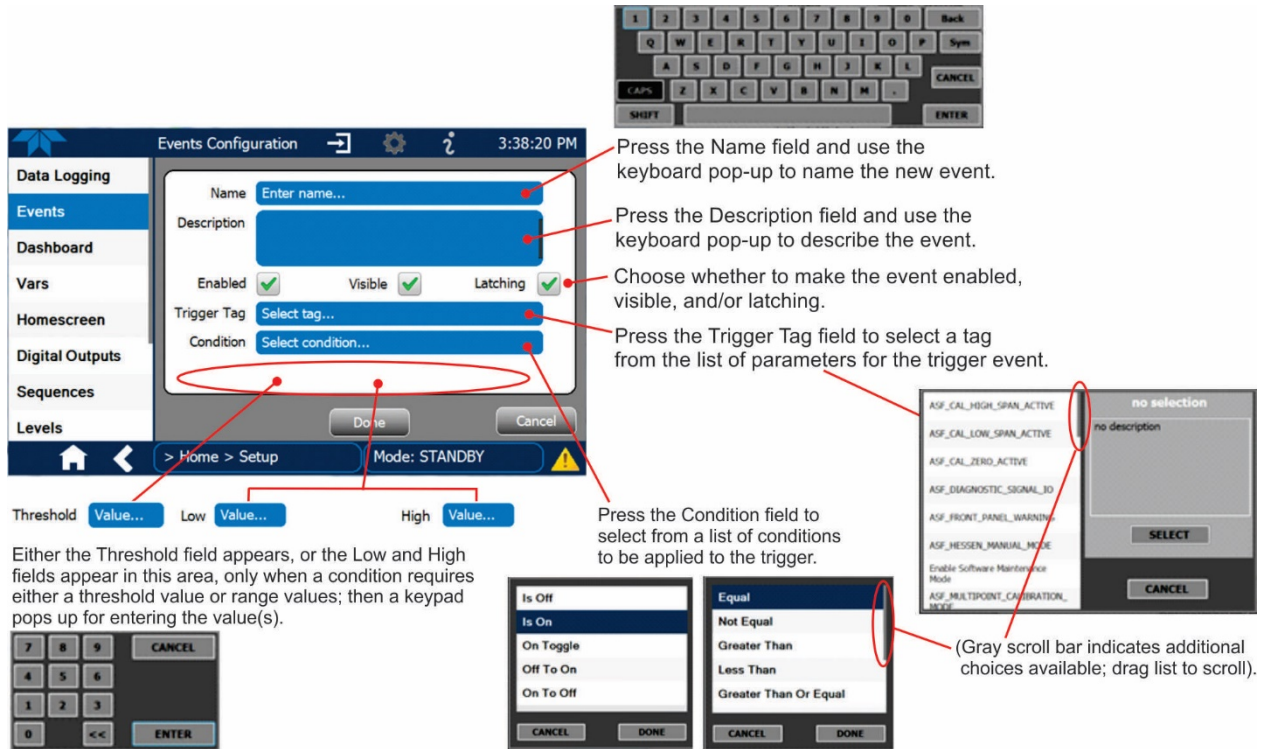 1 2 3 4 5 6 7 8 9 0 Back
Q W E R T Y U I O P Sym
A S D F G H J K L CANCEL
CAPS Z X C V B N M .
SHIFT ENTER
Events Configuration 3:38:20 PM
Data Logging
Events
Dashboard
Vars
Homescreen
Digital Outputs
Sequences
Levels
Name Enter name...
Description
Enabled Visible Latching
Trigger Tag Select tag...
Condition Select condition...
Done Cancel
> Home > Setup Mode: STANDBY
Press the Name field and use the
keyboard pop-up to name the new event.
Press the Description field and use the
keyboard pop-up to describe the event.
Choose whether to make the event enabled,
visible, and/or latching.
Press the Trigger Tag field to select a tag
from the list of parameters for the trigger event.
ASF_CAL_HIGH_SPAN_ACTIVE
ASF_CAL_LOW_SPAN_ACTIVE
ASF_CAL_ZERO_ACTIVE
ASF_DIAGNOSTIC_SIGNAL_IO
ASF_FRONT_PANEL_WARNING
ASF_HESSEN_MANUAL_MODE
Enable Software Maintenance
Mode
ASF_MULTIPOINT_CALIBRATION_
MODE
no selection
no description
SELECT
CANCEL
Threshold Value... Low Value... High Value...
Either the Threshold field appears, or the Low and High
fields appear in this area, only when a condition requires
either a threshold value or range values; then a keypad
pops up for entering the value(s).
7 8 9 CANCEL
4 5 6
1 2 3
0 << ENTER
Press the Condition field to
select from a list of conditions
to be applied to the trigger.
Is Off
Is On
On Toggle
Off To On
On To Off
CANCEL DONE
Equal
Not Equal
Greater Than
Less Than
Greater Than Or Equal
CANCEL DONE
(Gray scroll bar indicates additional
choices available; drag list to scroll).